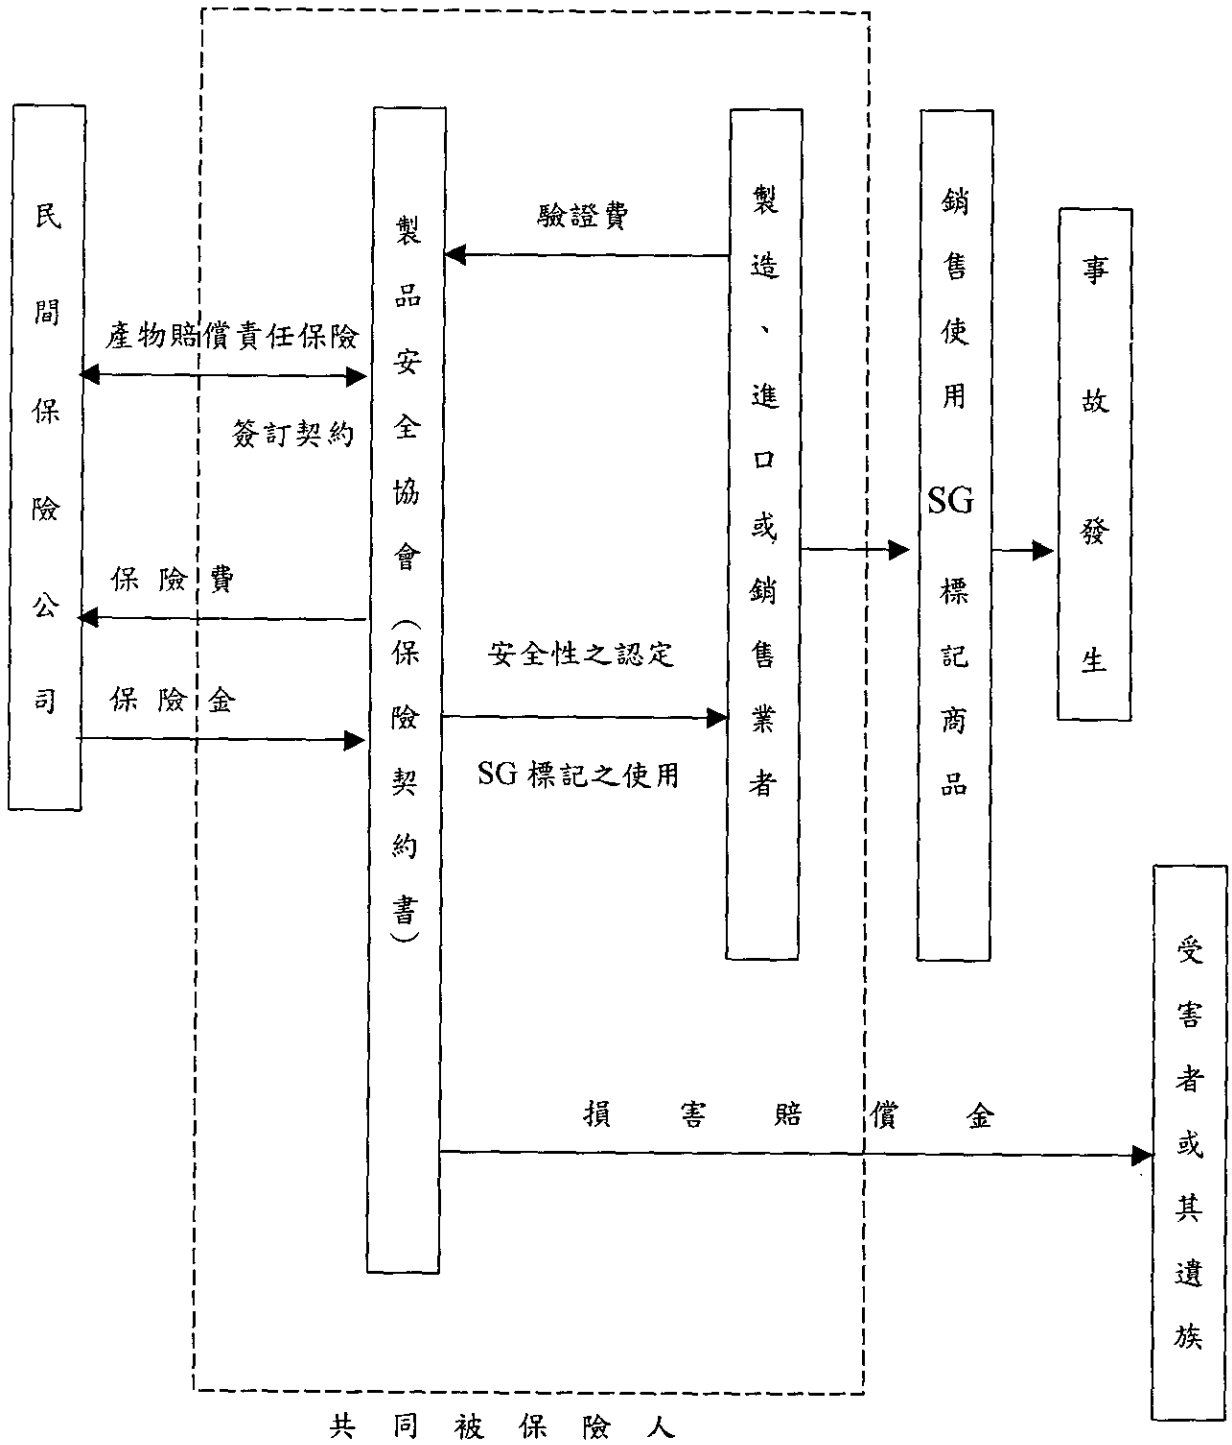 民間保險公司
產物賠償責任保險
簽訂契約
保險費
保險金
製品安全協會（保險契約書）
驗證費
安全性之認定
SG 標記之使用
製造、進口或銷售業者
銷售使用 SG 標記商品
事故發生
損害賠償金
受害者或其遺族
共同被保險人